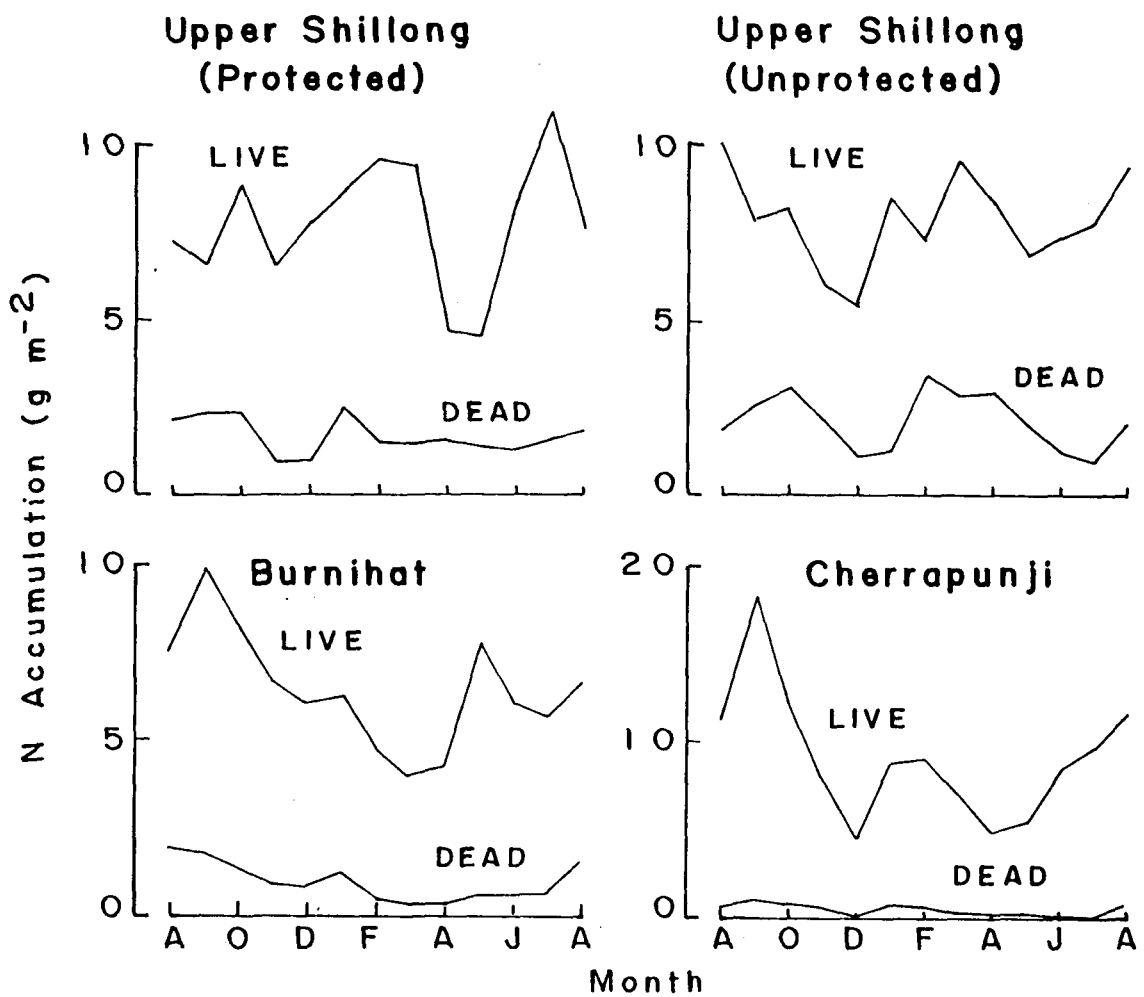 Upper Shillong
(Protected)
Upper Shillong
(Unprotected)
N Accumulation (g m⁻²)
10
5
0
LIVE
DEAD
10
5
0
LIVE
DEAD
10
5
0
Burnihat
LIVE
DEAD
A O D F A J A
20
10
0
Cherrapunji
LIVE
DEAD
A O D F A J A
Month